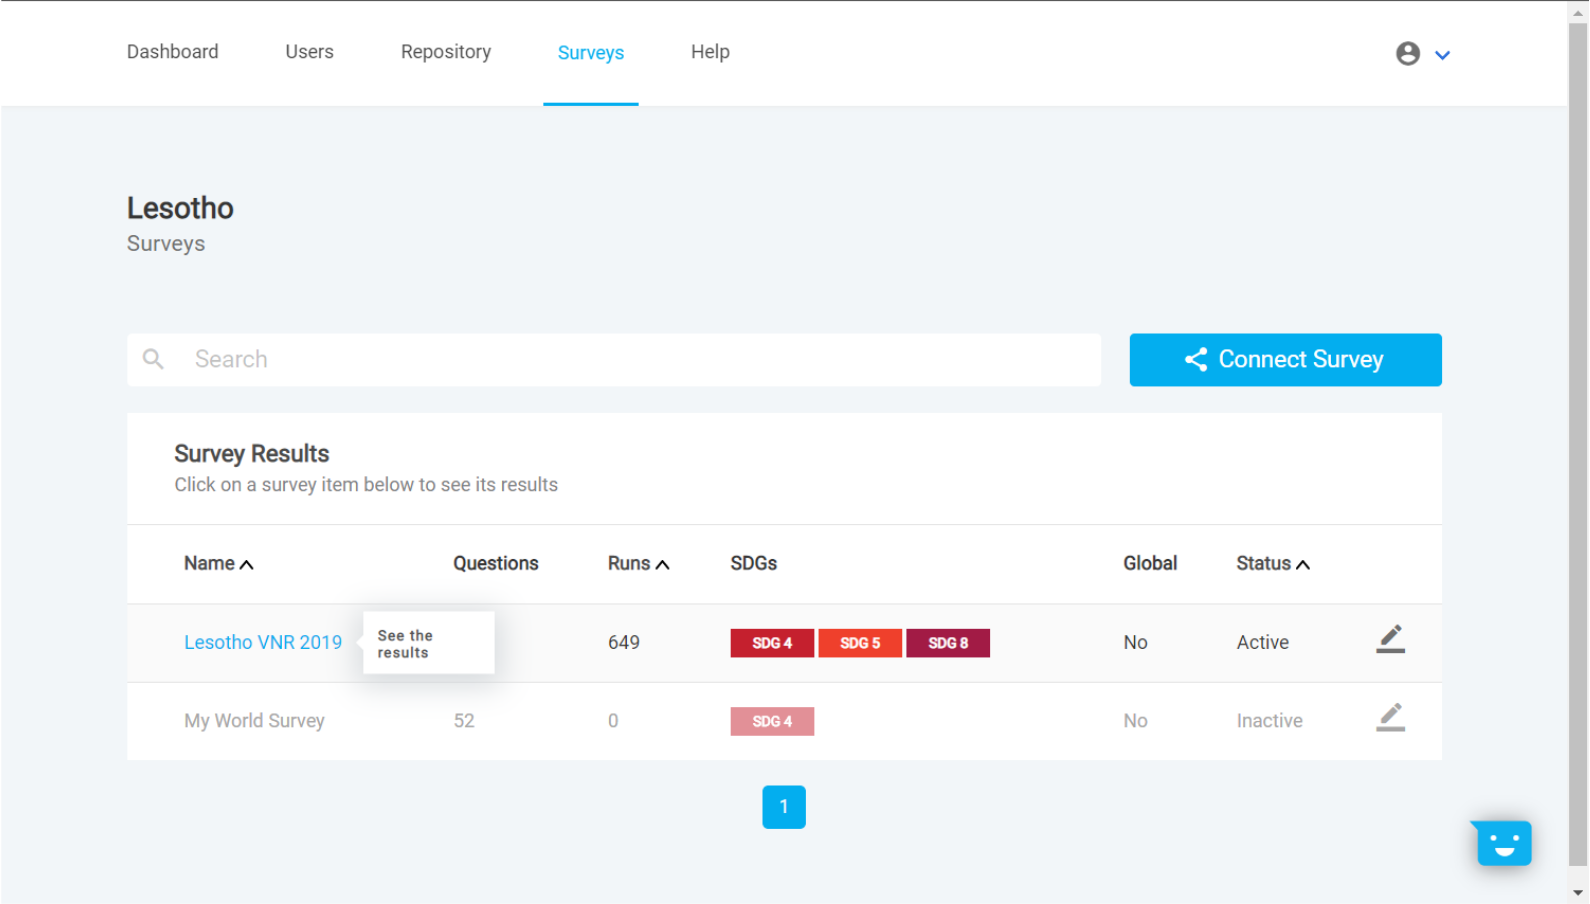 Dashboard Users Repository Surveys Help
Lesotho
Surveys
Search
Connect Survey
Survey Results
Click on a survey item below to see its results
Name Questions Runs SDGs Global Status
Lesotho VNR 2019 See the results 649 SDG 4 SDG 5 SDG 8 No Active
My World Survey 52 0 SDG 4 No Inactive
1